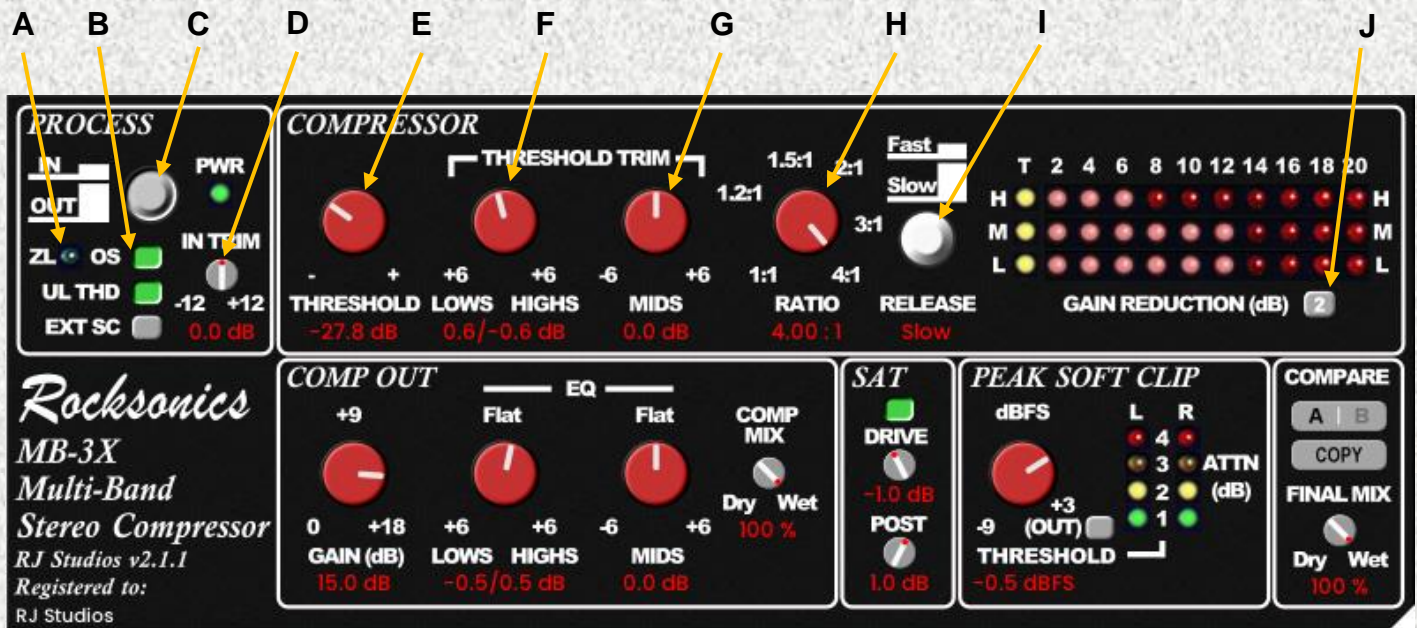 A B C D E F G H I J
PROCESS
IN
OUT
PWR
ZL OS
UL THD
EXT SC
IN TRIM
-12 +12
0.0 dB
COMPRESSOR
THRESHOLD TRIM
- +
THRESHOLD
-27.8 dB
+6 +6
LOWS HIGHS
0.6/-0.6 dB
-6 +6
MIDS
0.0 dB
1.5:1 2:1
1.2:1 3:1
1:1 4:1
RATIO
4.00 : 1
Fast
Slow
RELEASE
Slow
T 2 4 6 8 10 12 14 16 18 20
H H
M M
L L
GAIN REDUCTION (dB) 2
Rocksonics
MB-3X
Multi-Band
Stereo Compressor
RJ Studios v2.1.1
Registered to:
RJ Studios
COMP OUT
EQ
+9
0 +18
GAIN (dB)
15.0 dB
Flat
+6 +6
LOWS HIGHS
-0.5/0.5 dB
Flat
-6 +6
MIDS
0.0 dB
COMP
MIX
Dry Wet
100 %
SAT
DRIVE
-1.0 dB
POST
1.0 dB
PEAK SOFT CLIP
dBFS
-9 +3
(OUT)
THRESHOLD
-0.5 dBFS
L R
4
3 ATTN
2 (dB)
1
COMPARE
A | B
COPY
FINAL MIX
Dry Wet
100 %